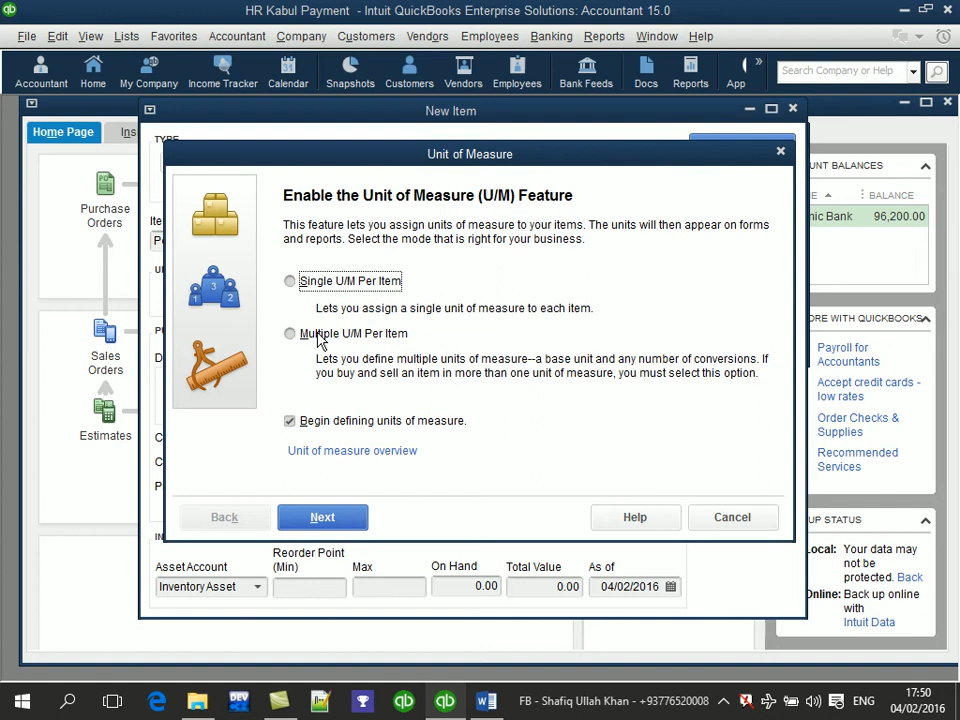 HR Kabul Payment - Intuit QuickBooks Enterprise Solutions: Accountant 15.0
File Edit View Lists Favorites Accountant Company Customers Vendors Employees Banking Reports Window Help
Accountant Home My Company Income Tracker Calendar Snapshots Customers Vendors Employees Bank Feeds Docs Reports App »
Search Company or Help
New Item
Home Page Ins
TYPE
Unit of Measure
Enable the Unit of Measure (U/M) Feature
This feature lets you assign units of measure to your items. The units will then appear on forms
and reports. Select the mode that is right for your business.
Single U/M Per Item
Lets you assign a single unit of measure to each item.
Multiple U/M Per Item
Lets you define multiple units of measure--a base unit and any number of conversions. If
you buy and sell an item in more than one unit of measure, you must select this option.
Begin defining units of measure.
Unit of measure overview
Back Next Help Cancel
Purchase
Orders
Sales
Orders
Estimates
Asset Account
Reorder Point
(Min)
Max
On Hand
Total Value
As of
Inventory Asset 0.00 0.00 04/02/2016
UNT BALANCES
BALANCE
nic Bank 96,200.00
ORE WITH QUICKBOOKS
Payroll for
Accountants
Accept credit cards -
low rates
Order Checks &
Supplies
Recommended
Services
UP STATUS
Local: Your data may
not be
protected. Back
Online: Back up online
with
Intuit Data
DEV
FB - Shafiq Ullah Khan - +93776520008
ENG
17:50
04/02/2016